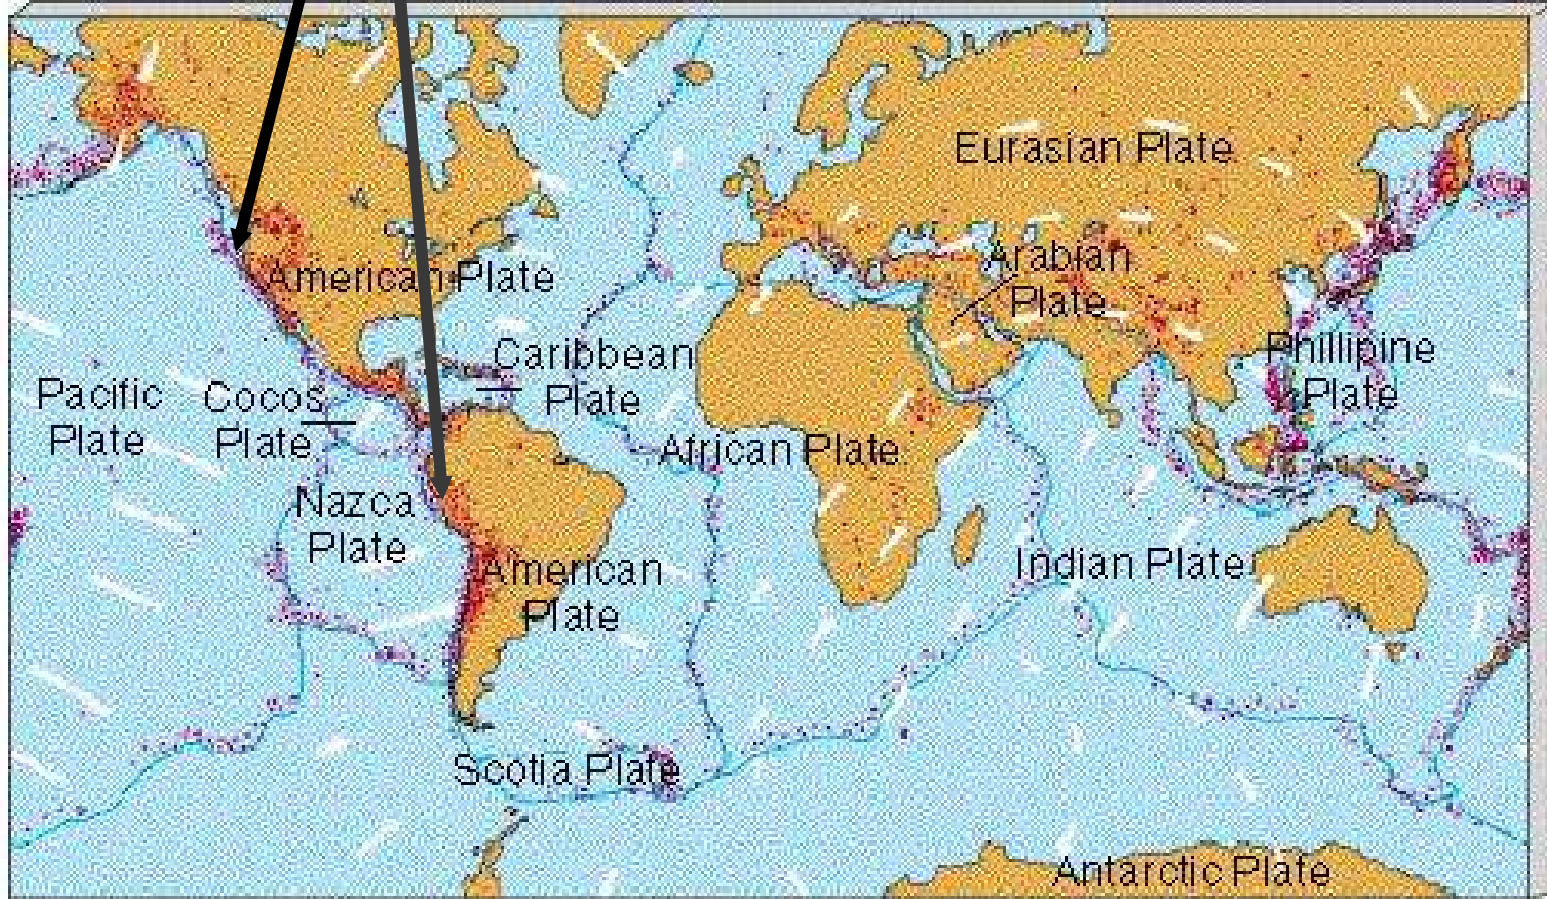 Eurasian Plate
Arabian
Plate
American Plate
Caribbean
Plate
Phillipine
Plate
Pacific
Plate
Cocos
Plate
African Plate
Nazca
Plate
American
Plate
Indian Plate
Scotia Plate
Antarctic Plate